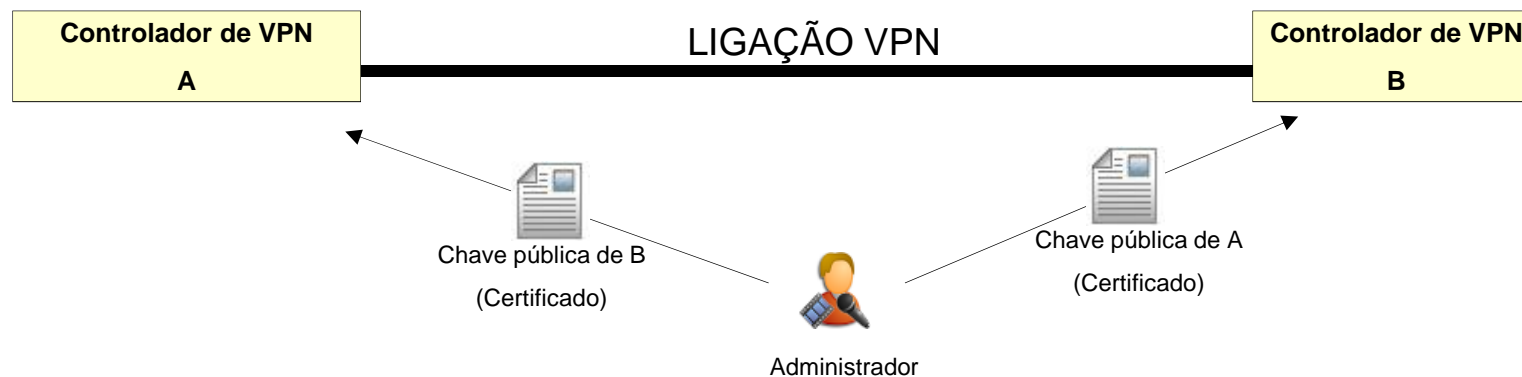 Controlador de VPN
A
LIGAÇÃO VPN
Controlador de VPN
B
Chave pública de B
(Certificado)
Chave pública de A
(Certificado)
Administrador